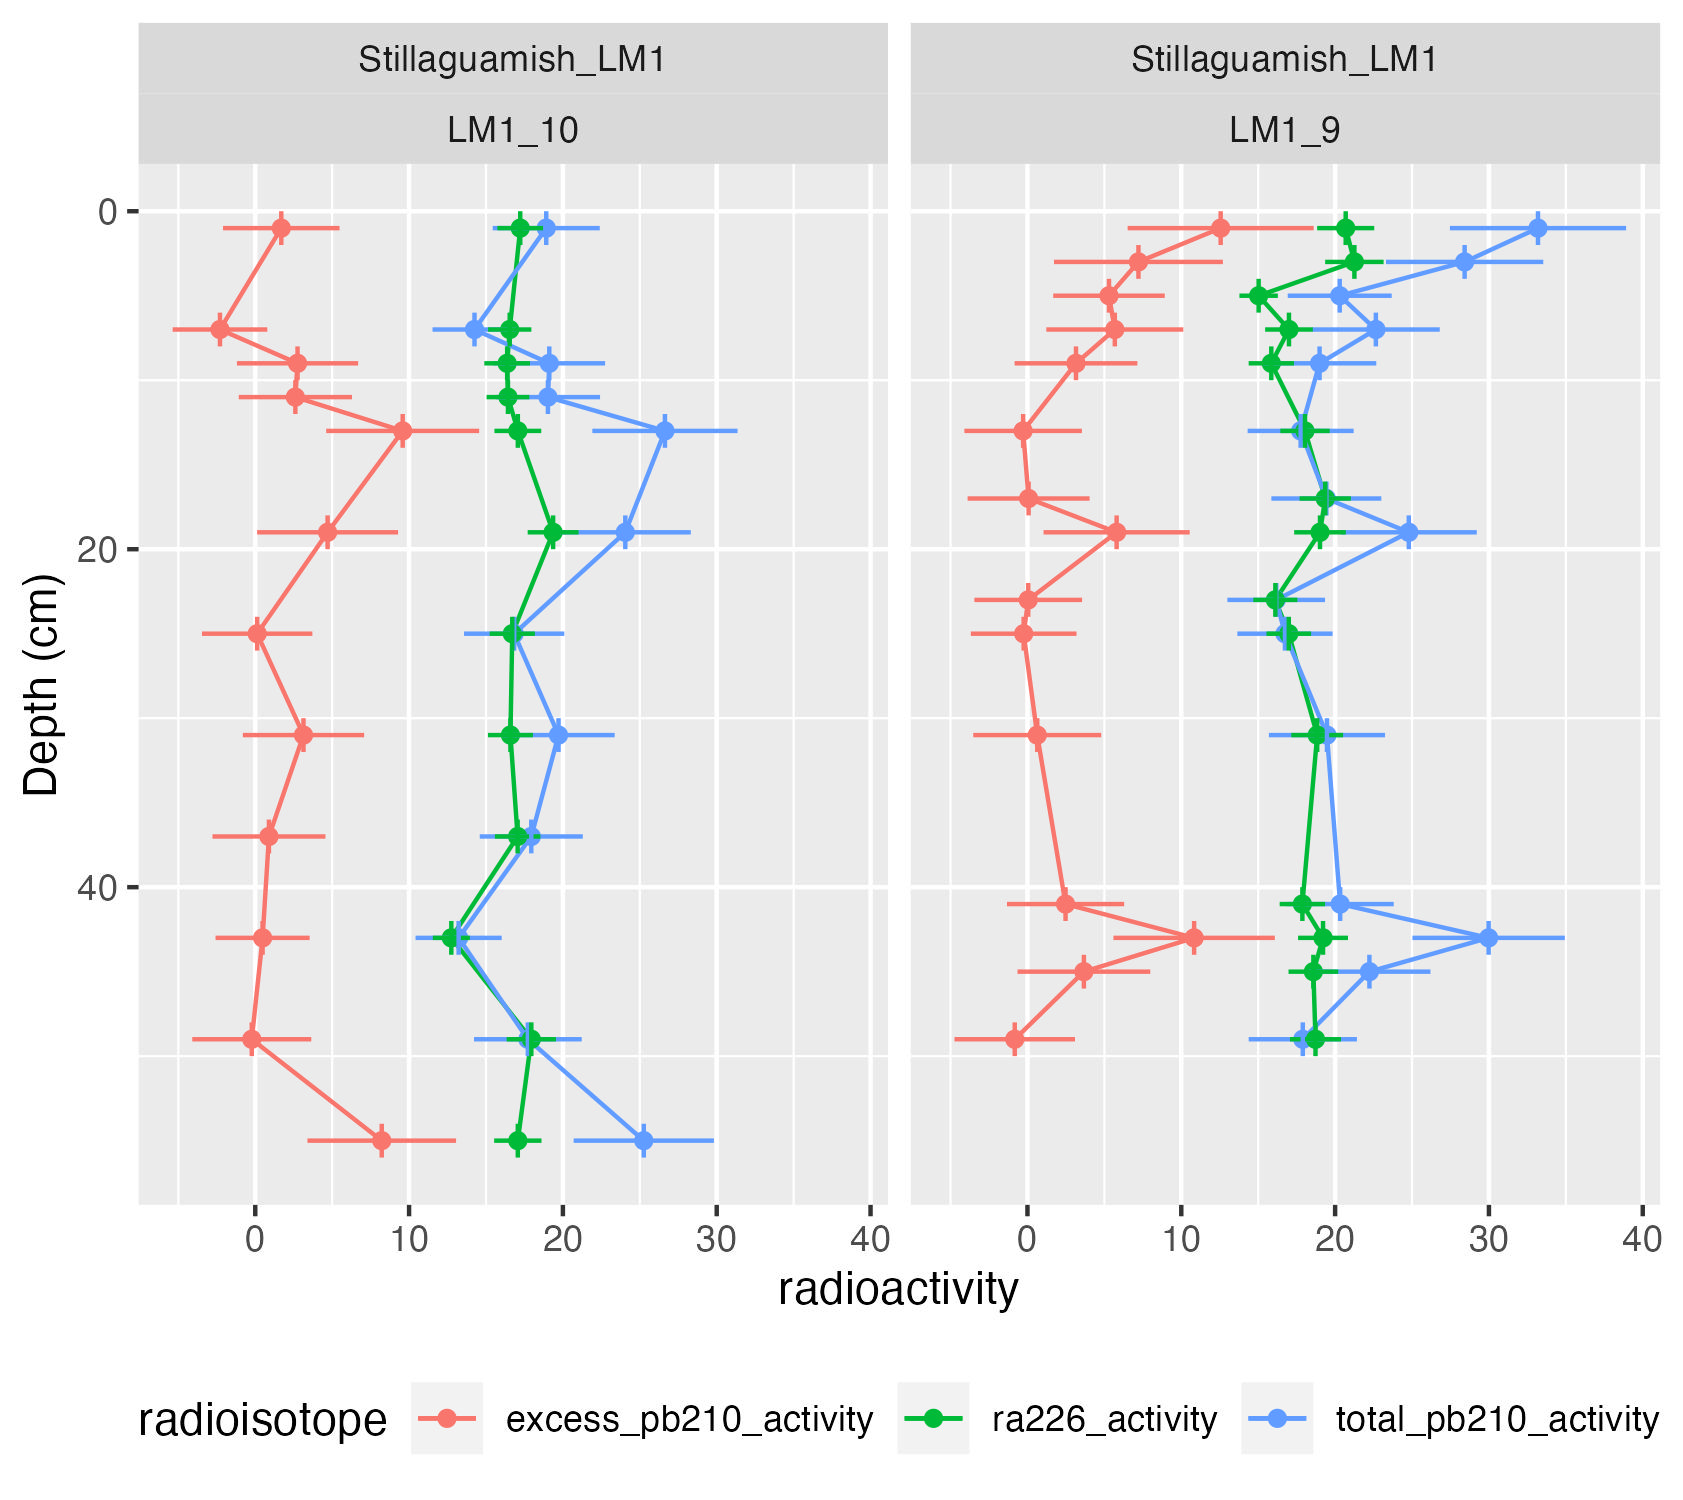 Stillaguamish_LM1 Stillaguamish_LM1
LM1_10 LM1_9
0
20
40
Depth (cm)
0 10 20 30 40 0 10 20 30 40
radioactivity
radioisotope excess_pb210_activity ra226_activity total_pb210_activity